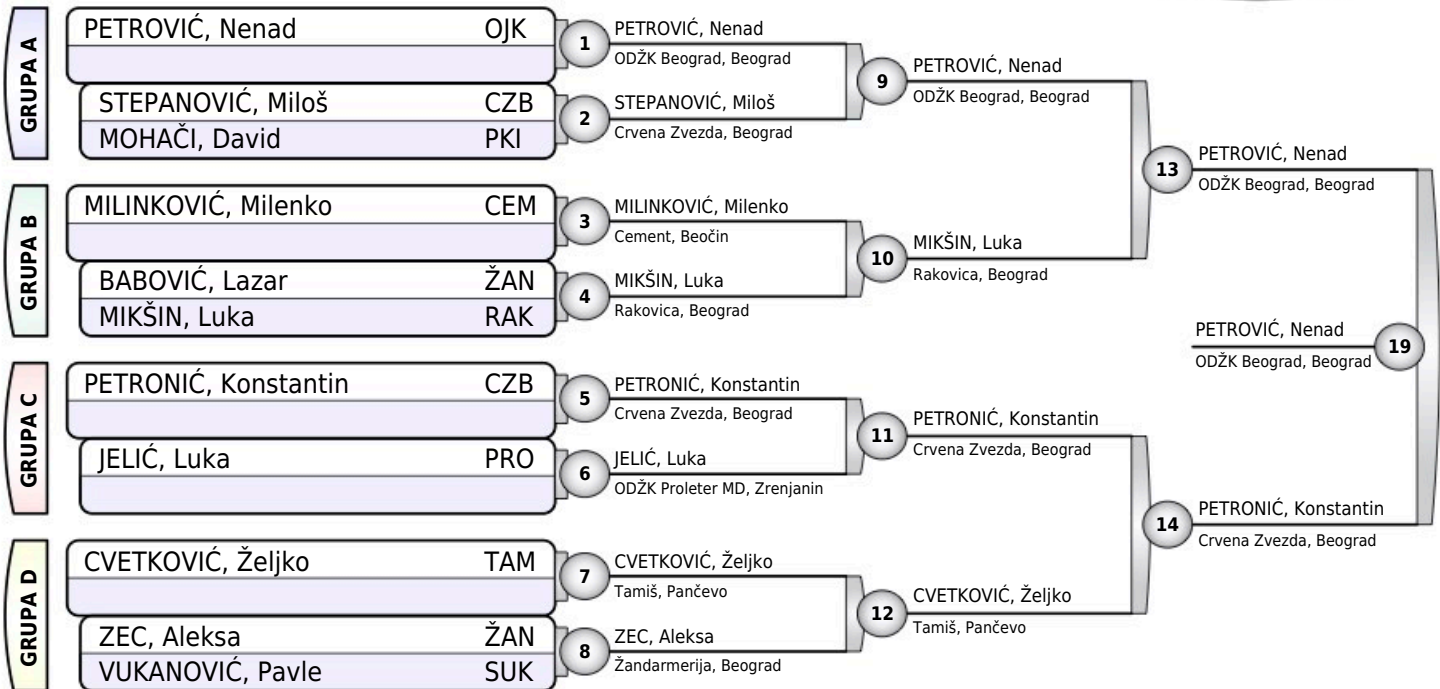 GRUPA A
PETROVIĆ, Nenad OJK
STEPANOVIĆ, Miloš CZB
MOHAČI, David PKI
GRUPA B
MILINKOVIĆ, Milenko CEM
BABOVIĆ, Lazar ŽAN
MIKŠIN, Luka RAK
GRUPA C
PETRONIĆ, Konstantin CZB
JELIĆ, Luka PRO
GRUPA D
CVETKOVIĆ, Željko TAM
ZEC, Aleksa ŽAN
VUKANOVIĆ, Pavle SUK
1
PETROVIĆ, Nenad
ODŽK Beograd, Beograd
2
STEPANOVIĆ, Miloš
Crvena Zvezda, Beograd
3
MILINKOVIĆ, Milenko
Cement, Beočin
4
MIKŠIN, Luka
Rakovica, Beograd
5
PETRONIĆ, Konstantin
Crvena Zvezda, Beograd
6
JELIĆ, Luka
ODŽK Proleter MD, Zrenjanin
7
CVETKOVIĆ, Željko
Tamiš, Pančevo
8
ZEC, Aleksa
Žandarmerija, Beograd
9
PETROVIĆ, Nenad
ODŽK Beograd, Beograd
10
MIKŠIN, Luka
Rakovica, Beograd
11
PETRONIĆ, Konstantin
Crvena Zvezda, Beograd
12
CVETKOVIĆ, Željko
Tamiš, Pančevo
13
PETROVIĆ, Nenad
ODŽK Beograd, Beograd
14
PETRONIĆ, Konstantin
Crvena Zvezda, Beograd
PETROVIĆ, Nenad
ODŽK Beograd, Beograd
19